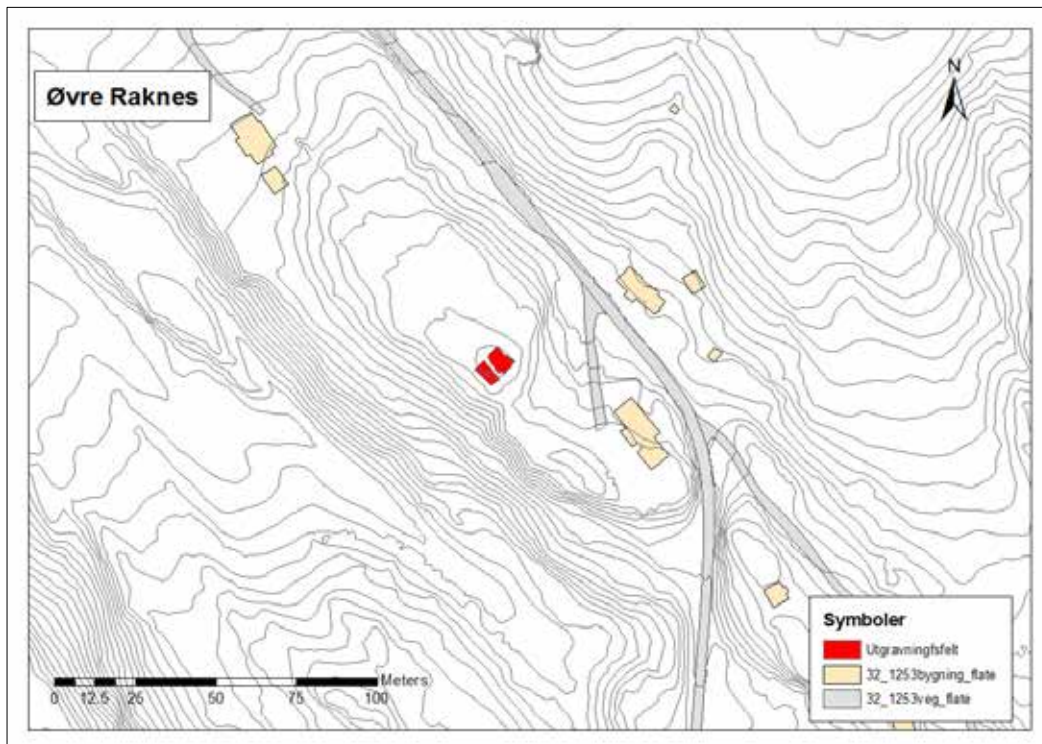 Øvre Raknes
N
Symboler
Utgravningsfelt
32_1253bygning_flate
32_1253veg_flate
Meters
0 12.5 25 50 75 100